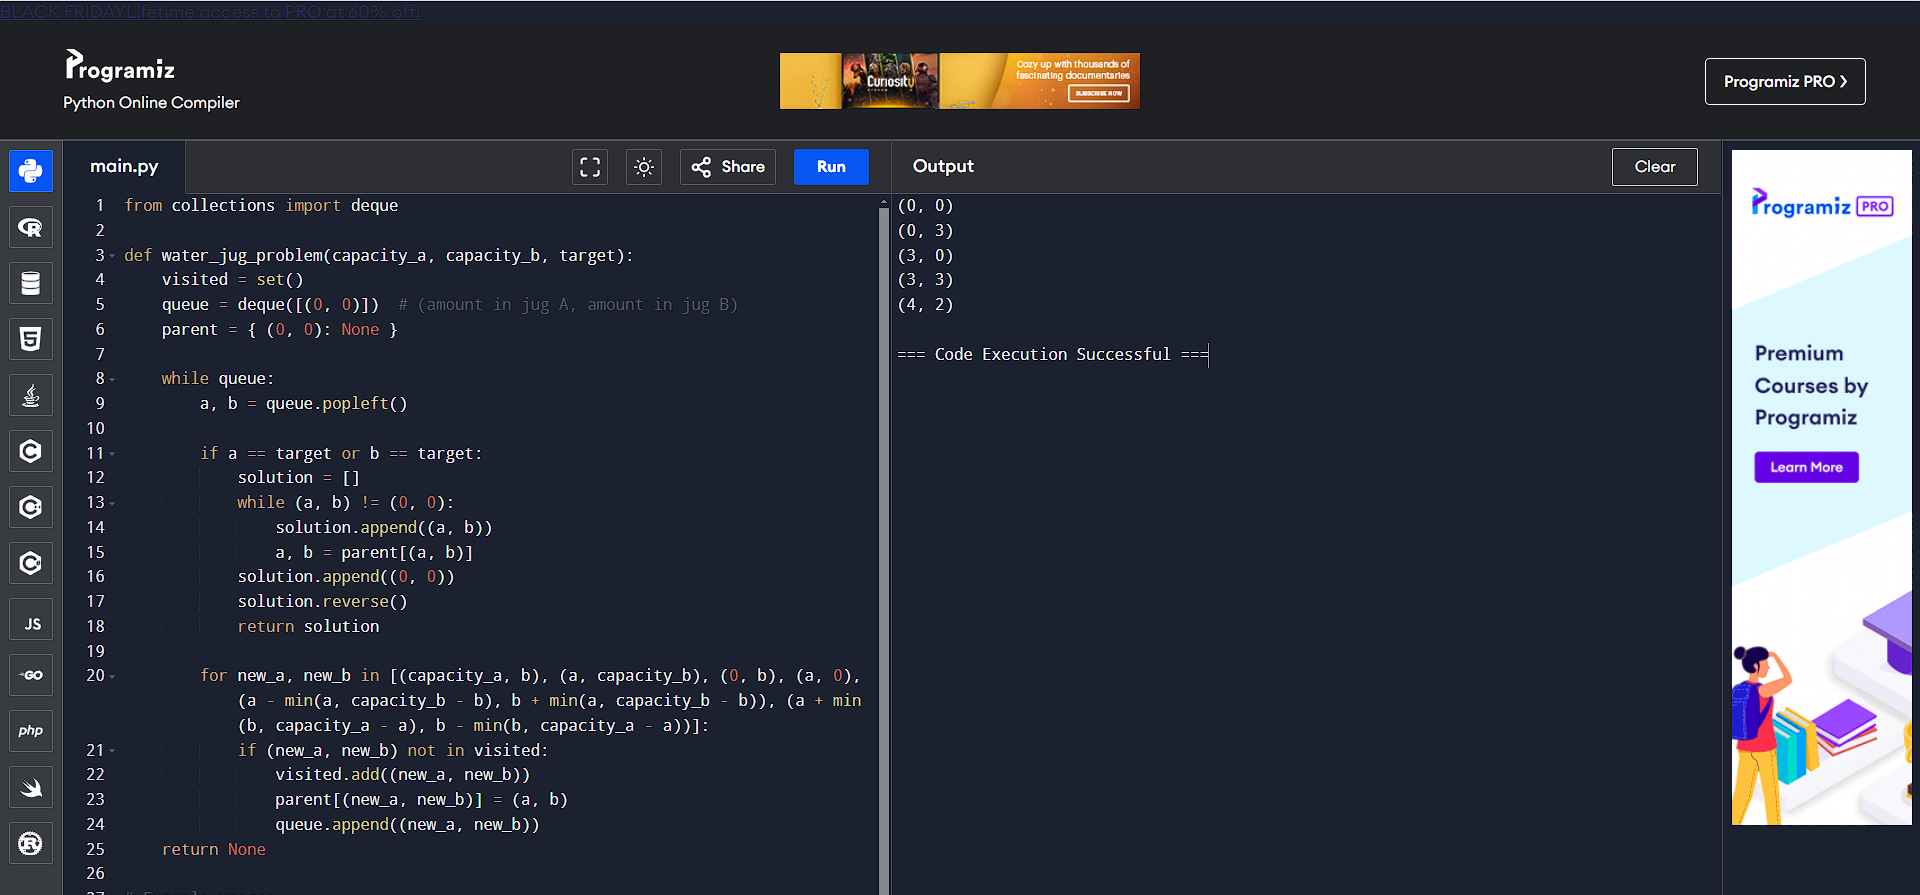 BLACK FRIDAYLifetime access to PRO at 60% off!
Programiz
Python Online Compiler
Curiosity
STREAM
Cozy up with thousands of
fascinating documentaries
SUBSCRIBE NOW
Programiz PRO >
main.py
Share
Run
Output
Clear
1 from collections import deque
2
3 def water_jug_problem(capacity_a, capacity_b, target):
4 visited = set()
5 queue = deque([(0, 0)])  # (amount in jug A, amount in jug B)
6 parent = { (0, 0): None }
7
8 while queue:
9 a, b = queue.popleft()
10
11 if a == target or b == target:
12 solution = []
13 while (a, b) != (0, 0):
14 solution.append((a, b))
15 a, b = parent[(a, b)]
16 solution.append((0, 0))
17 solution.reverse()
18 return solution
19
20 for new_a, new_b in [(capacity_a, b), (a, capacity_b), (0, b), (a, 0),
(a - min(a, capacity_b - b), b + min(a, capacity_b - b)), (a + min
(b, capacity_a - a), b - min(b, capacity_a - a))]:
21 if (new_a, new_b) not in visited:
22 visited.add((new_a, new_b))
23 parent[(new_a, new_b)] = (a, b)
24 queue.append((new_a, new_b))
25 return None
26
(0, 0)
(0, 3)
(3, 0)
(3, 3)
(4, 2)
=== Code Execution Successful ===
JS
GO
php
Programiz PRO
Premium
Courses by
Programiz
Learn More